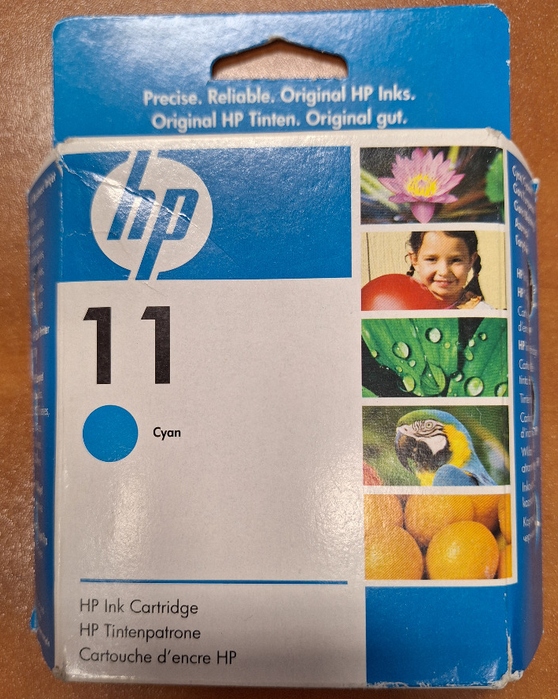 Precise. Reliable. Original HP Inks.
Original HP Tinten. Original gut.
hp
11
Cyan
HP Ink Cartridge
HP Tintenpatrone
Cartouche d'encre HP